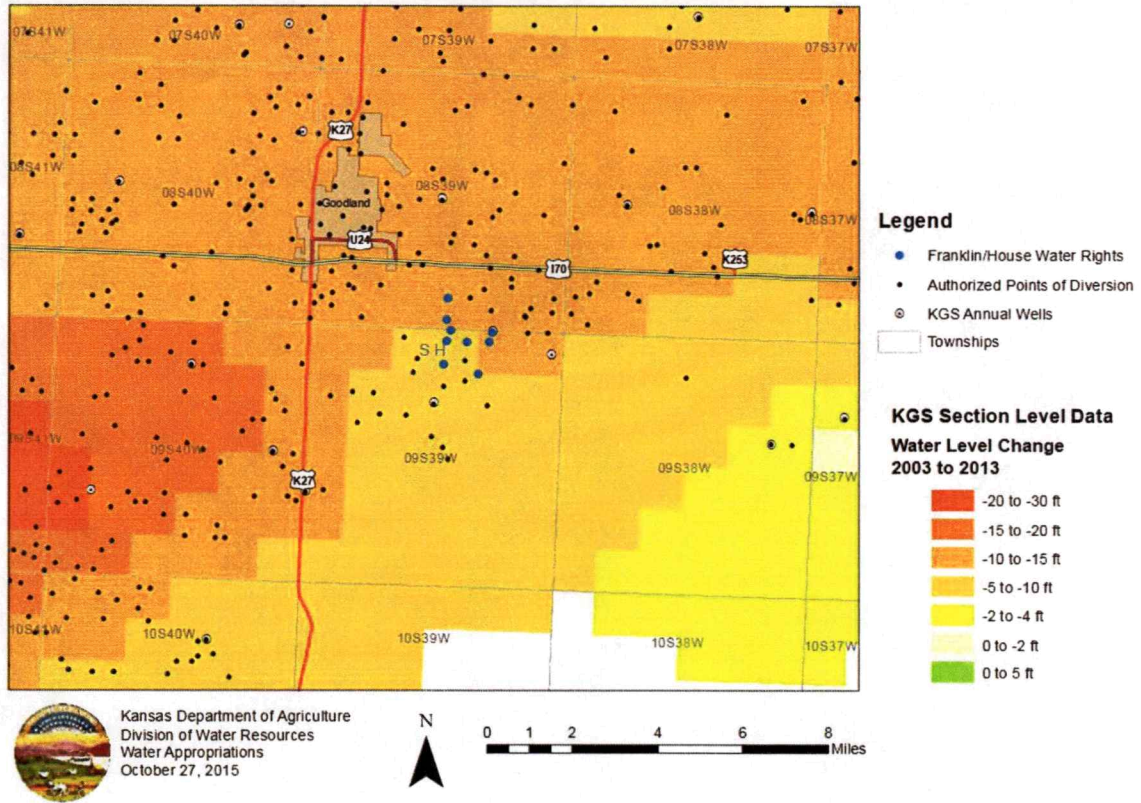 07S41W
07S40W
07S39W
07S38W
07S37W
K27
08S41W
08S40W
08S39W
08S38W
08S37W
Goodland
U24
I70
K253
SH
09S41W
09S40W
09S39W
09S38W
09S37W
K27
10S41W
10S40W
10S39W
10S38W
10S37W
Legend
Franklin/House Water Rights
Authorized Points of Diversion
KGS Annual Wells
Townships
KGS Section Level Data
Water Level Change
2003 to 2013
-20 to -30 ft
-15 to -20 ft
-10 to -15 ft
-5 to -10 ft
-2 to -4 ft
0 to -2 ft
0 to 5 ft
Kansas Department of Agriculture
Division of Water Resources
Water Appropriations
October 27, 2015
N
0 2 4 6 8
Miles